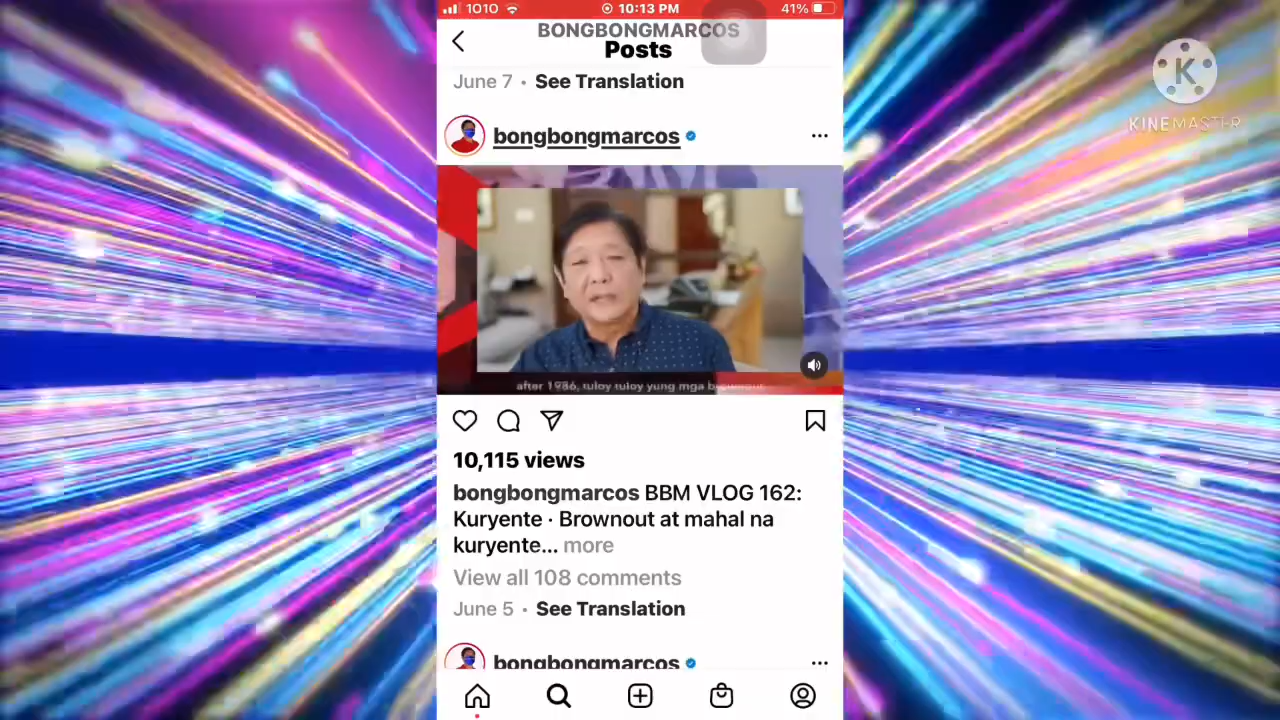 1010
10:13 PM
41%
BONGBONGMARCOS
Posts
June 7 · See Translation
bongbongmarcos
K
KINEMASTER
after 1986, tuloy tuloy yung mga brownout
10,115 views
bongbongmarcos BBM VLOG 162:
Kuryente · Brownout at mahal na
kuryente... more
View all 108 comments
June 5 · See Translation
bongbongmarcos